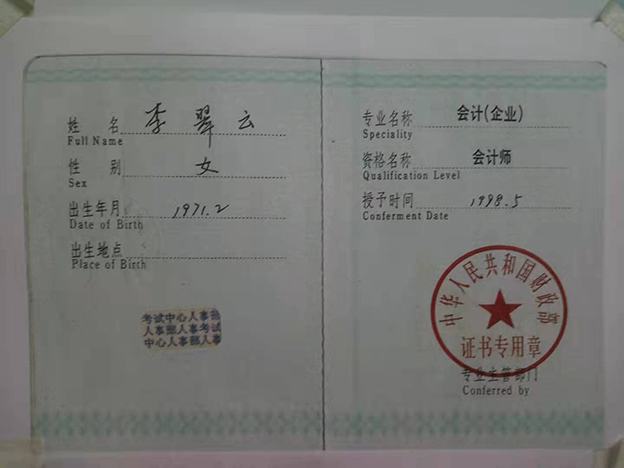 姓 名 李翠云
Full Name
性 别 女
Sex
出生年月 1971.2
Date of Birth
出生地点
Place of Birth
考试中心人事
人事部人事考试
中心人事部人事
专业名称 会计(企业)
Speciality
资格名称 会计师
Qualification Level
授予时间 1998.5
Conferment Date
中华人民共和国财政部
证书专用章
专业主管部门
Conferred by